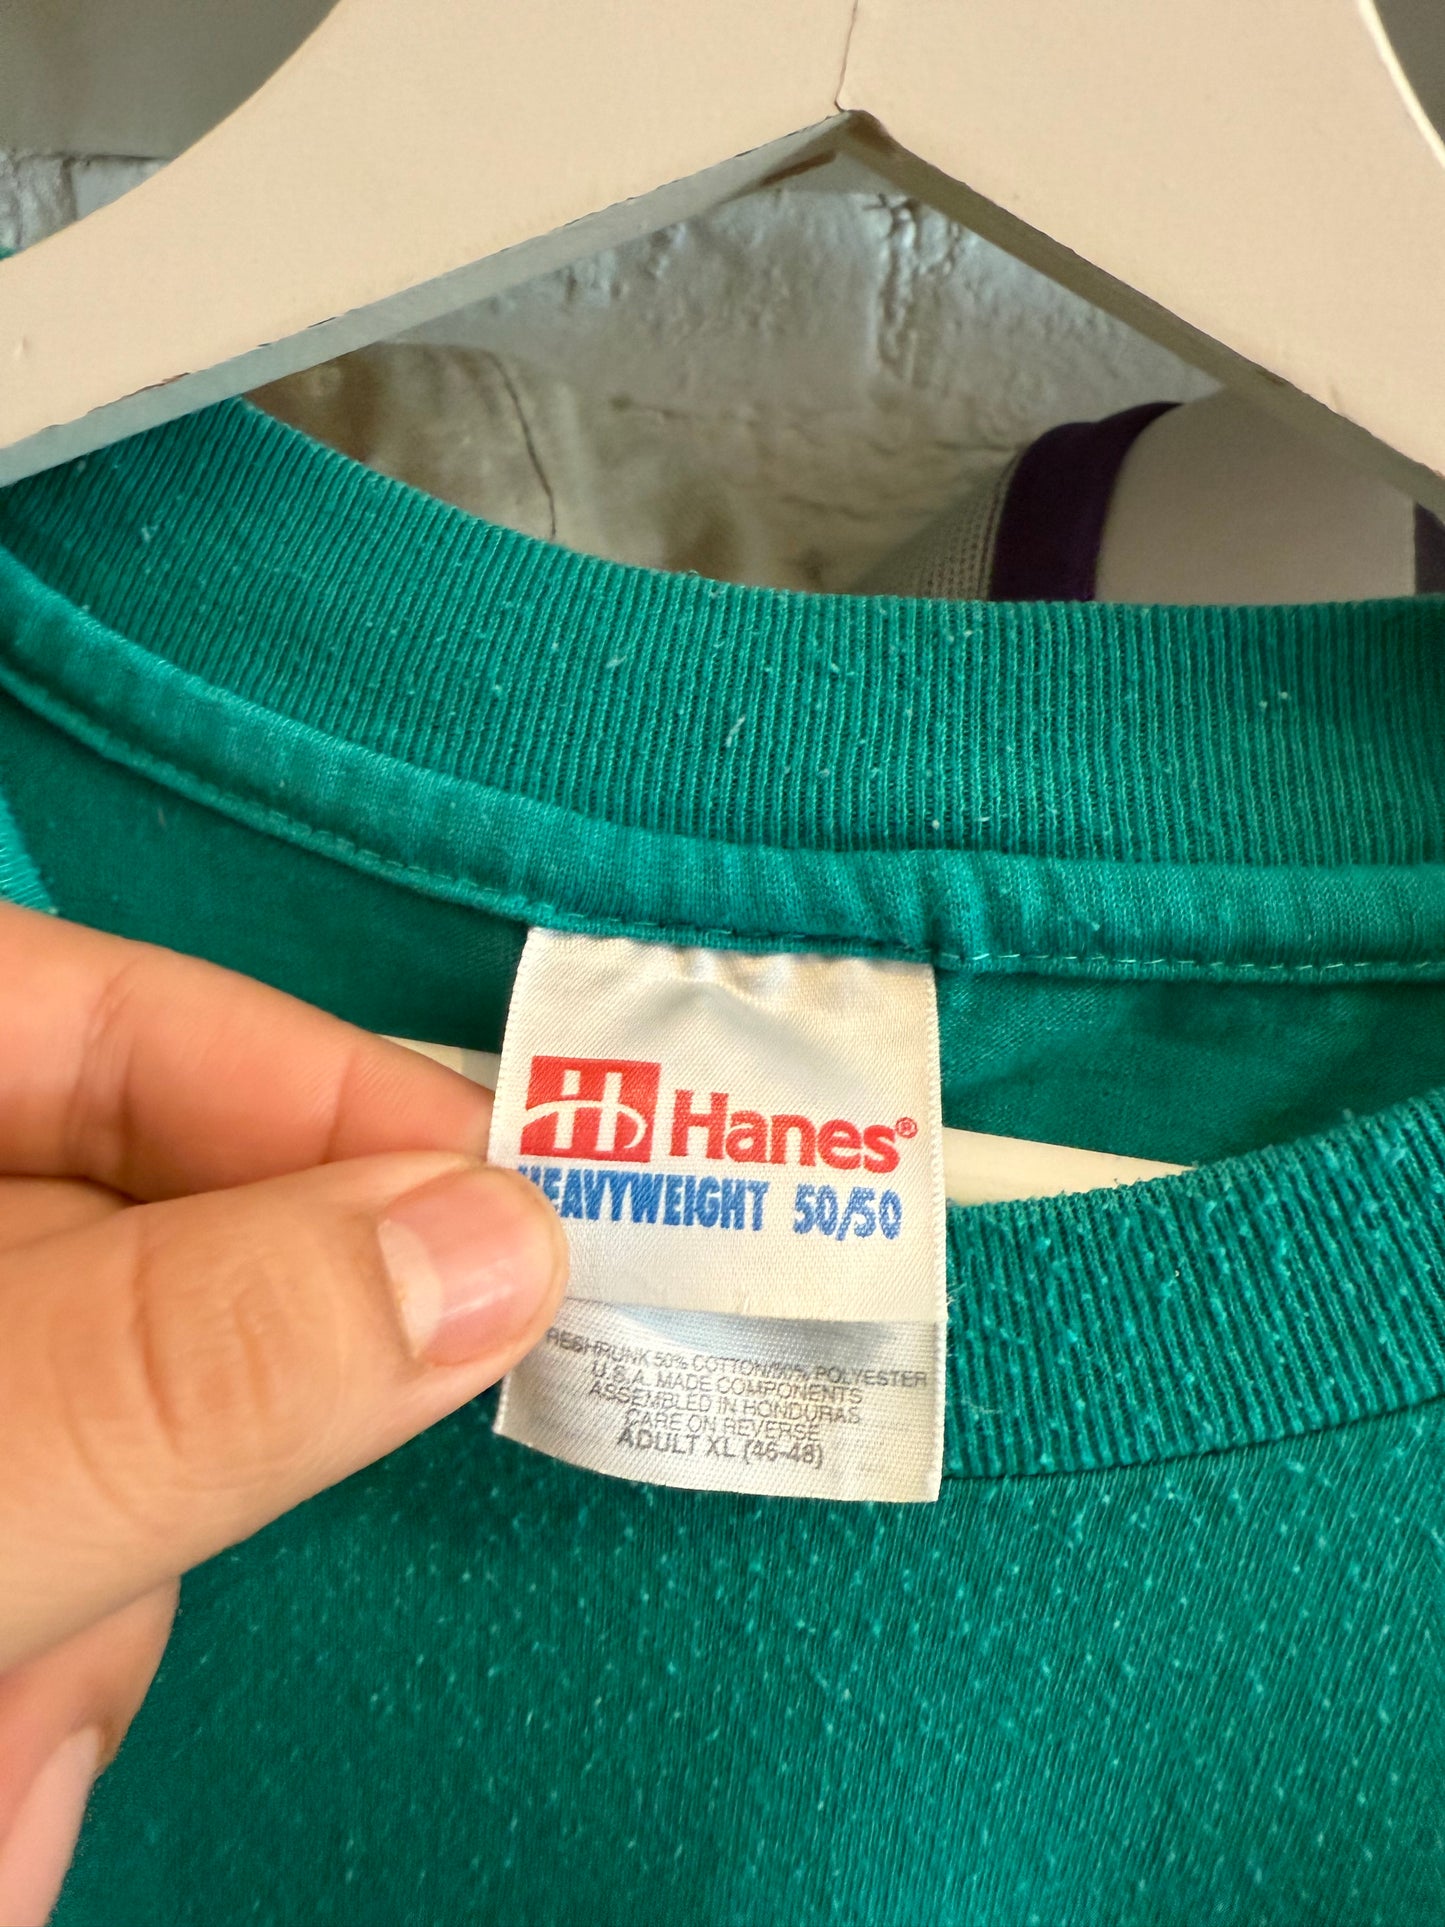 H Hanes®
HEAVYWEIGHT 50/50
RESHRUNK 50% COTTON/50% POLYESTER
U.S.A. MADE COMPONENTS
ASSEMBLED IN HONDURAS
CARE ON REVERSE
ADULT XL (46-48)